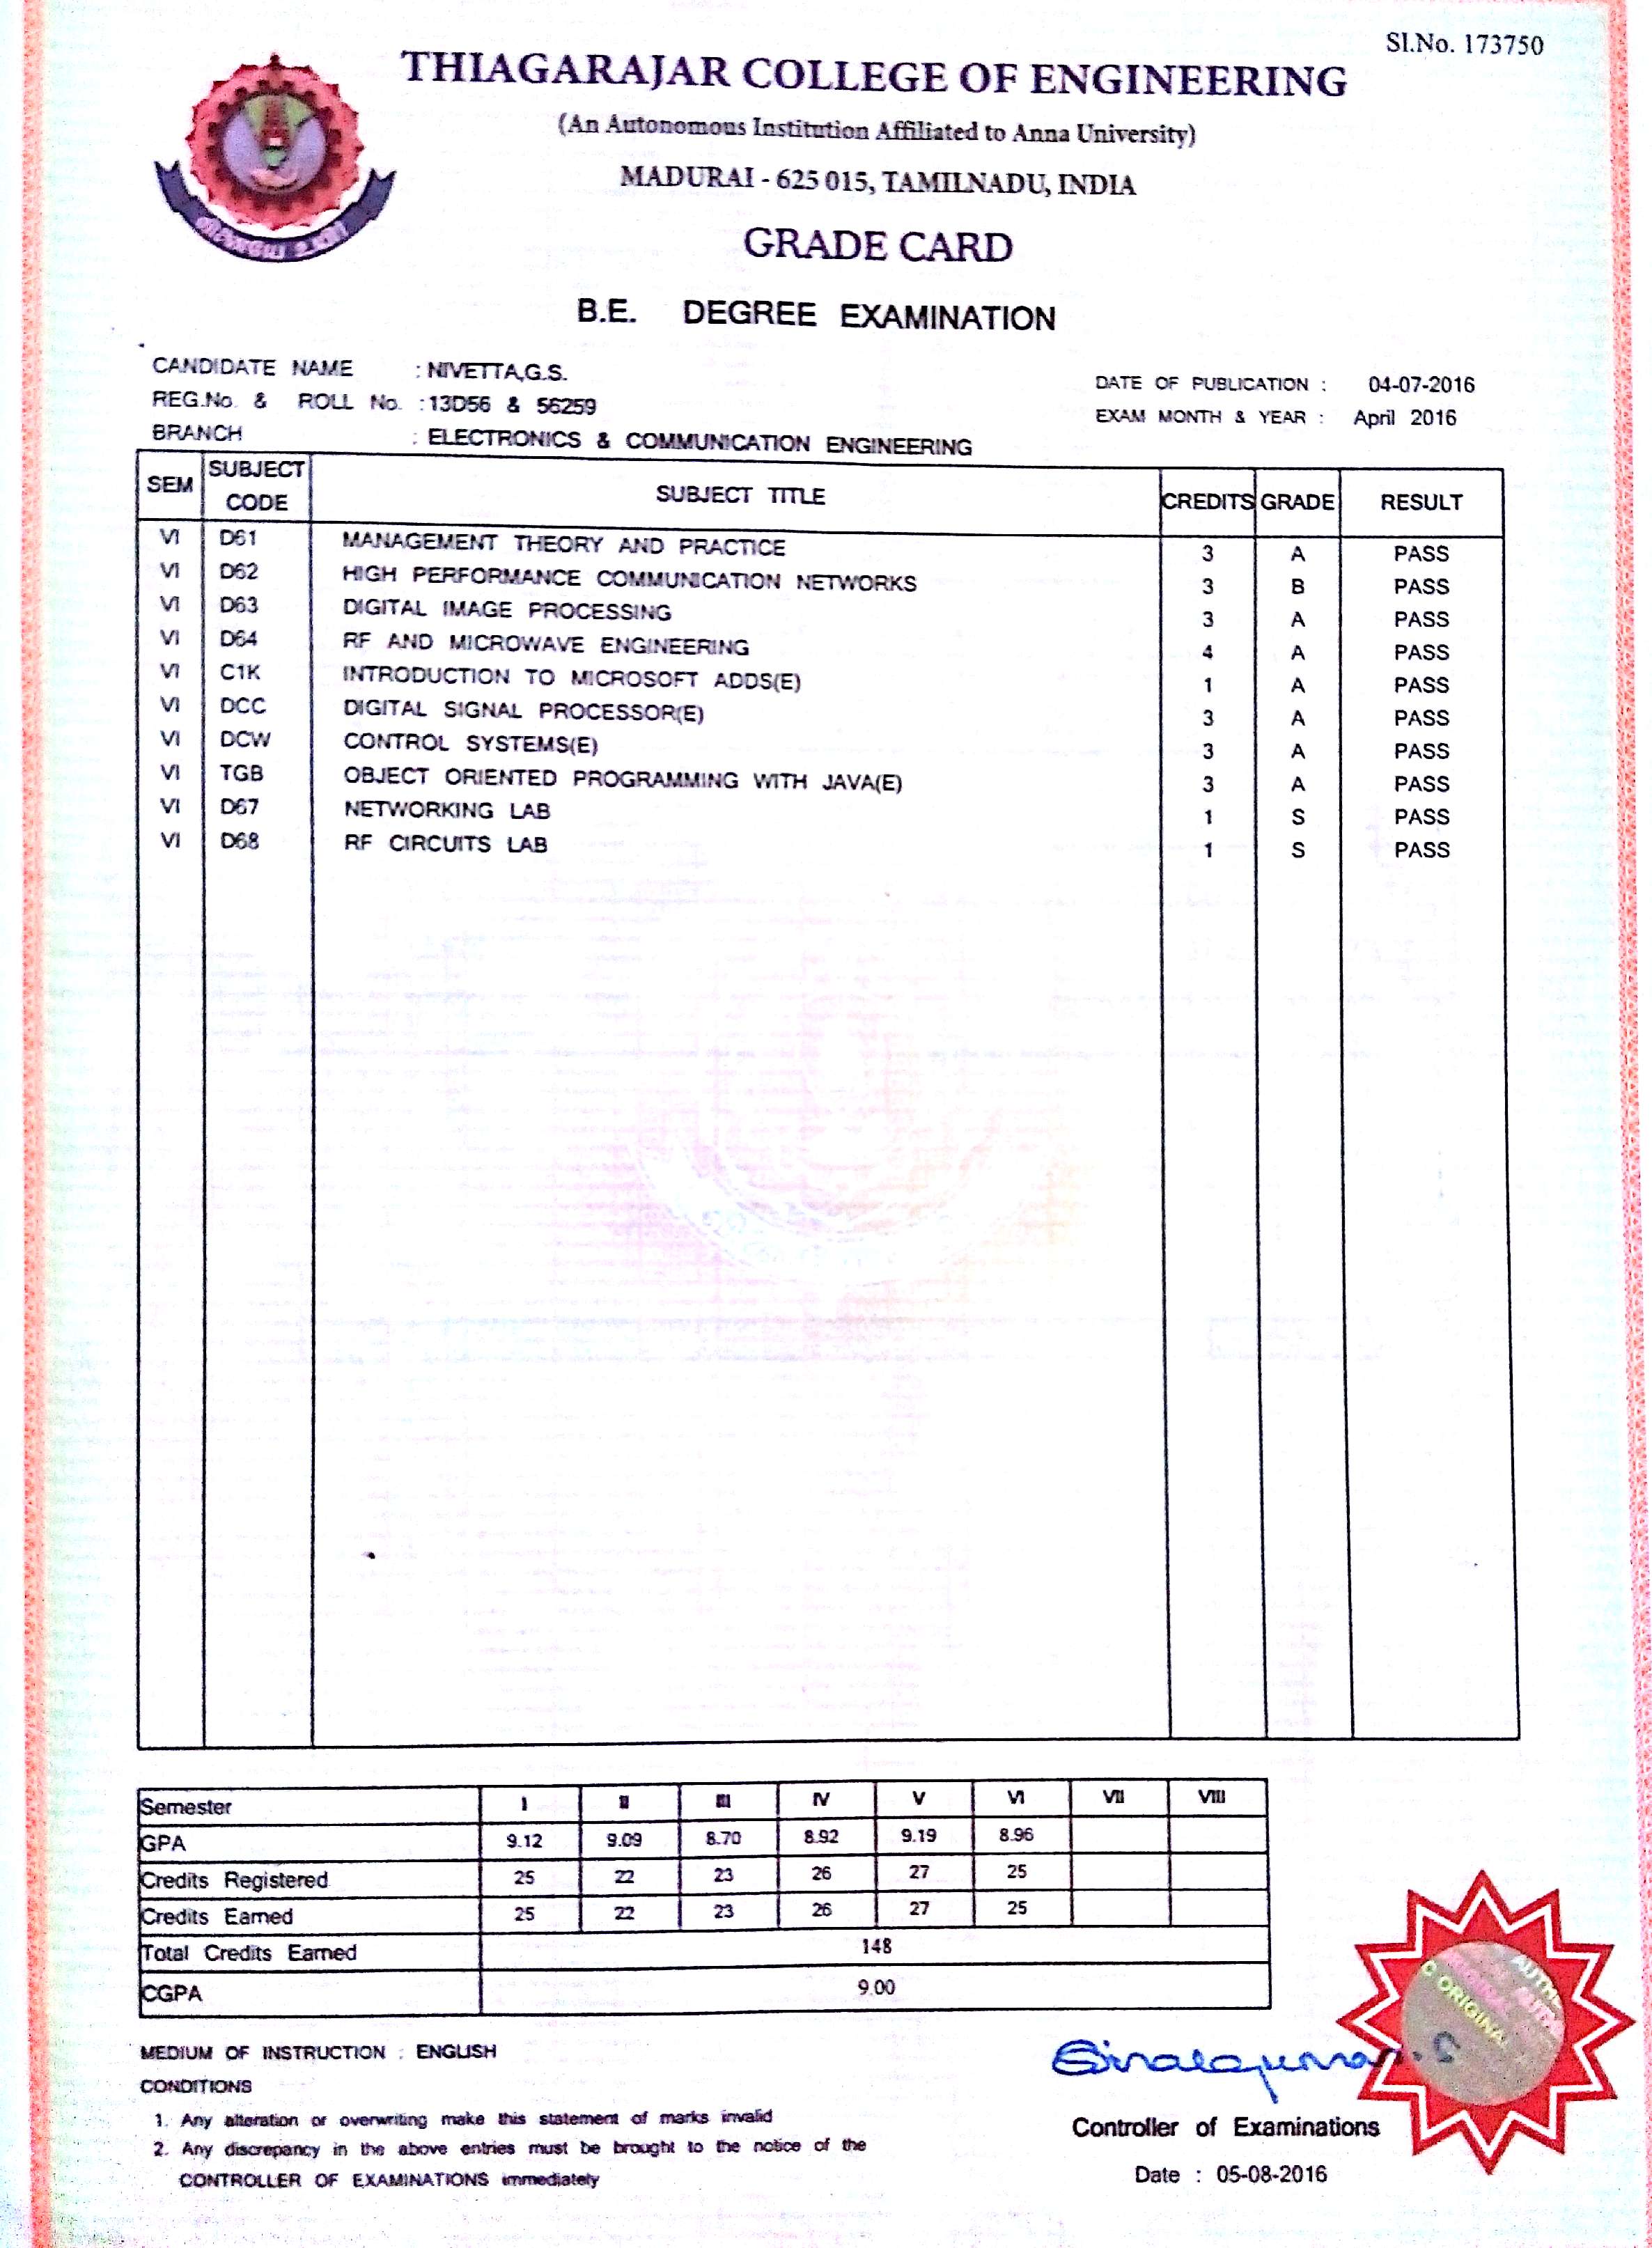 Sl.No. 173750
THIAGARAJAR COLLEGE OF ENGINEERING
(An Autonomous Institution Affiliated to Anna University)
MADURAI - 625 015, TAMILNADU, INDIA
GRADE CARD
B.E. DEGREE EXAMINATION
CANDIDATE NAME : NIVETTA,G.S.
REG.No. & ROLL No. : 13D56 & 56259
BRANCH : ELECTRONICS & COMMUNICATION ENGINEERING
DATE OF PUBLICATION : 04-07-2016
EXAM MONTH & YEAR : April 2016
SEM SUBJECT CODE SUBJECT TITLE CREDITS GRADE RESULT
VI D61 MANAGEMENT THEORY AND PRACTICE 3 A PASS
VI D62 HIGH PERFORMANCE COMMUNICATION NETWORKS 3 B PASS
VI D63 DIGITAL IMAGE PROCESSING 3 A PASS
VI D64 RF AND MICROWAVE ENGINEERING 4 A PASS
VI C1K INTRODUCTION TO MICROSOFT ADDS(E) 1 A PASS
VI DCC DIGITAL SIGNAL PROCESSOR(E) 3 A PASS
VI DCW CONTROL SYSTEMS(E) 3 A PASS
VI TGB OBJECT ORIENTED PROGRAMMING WITH JAVA(E) 3 A PASS
VI D67 NETWORKING LAB 1 S PASS
VI D68 RF CIRCUITS LAB 1 S PASS
Semester I II III IV V VI VII VIII
GPA 9.12 9.09 8.70 8.92 9.19 8.96
Credits Registered 25 22 23 26 27 25
Credits Earned 25 22 23 26 27 25
Total Credits Earned 148
CGPA 9.00
MEDIUM OF INSTRUCTION : ENGLISH
CONDITIONS
1. Any alteration or overwriting make this statement of marks invalid
2. Any discrepancy in the above entries must be brought to the notice of the
CONTROLLER OF EXAMINATIONS immediately
Controller of Examinations
Date : 05-08-2016